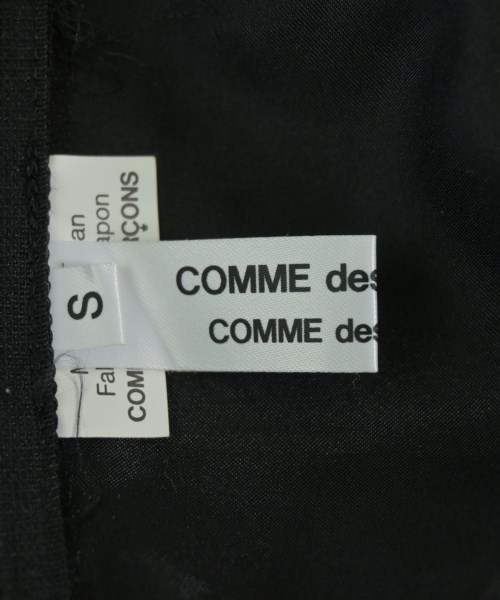 COMME des
COMME des
S
an
apon
RÇONS
Fa
COM